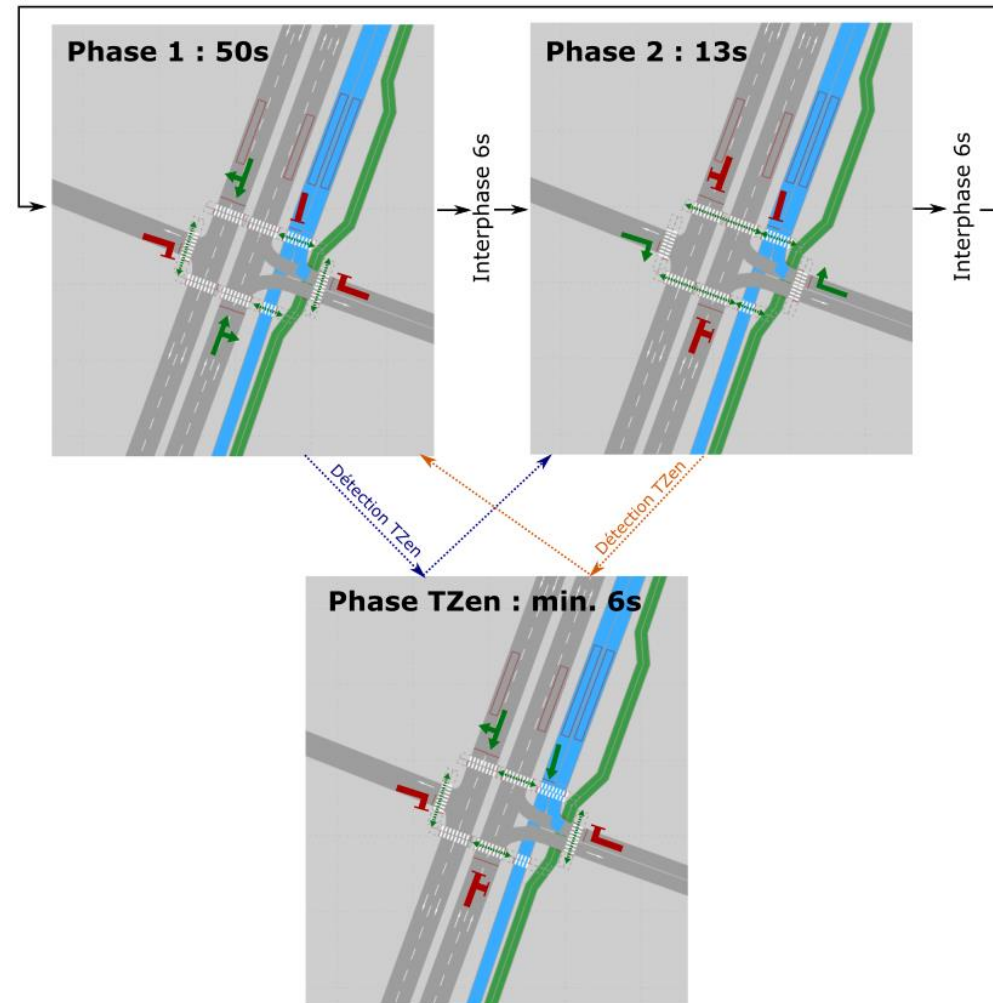 Phase 1 : 50s
Interphase 6s
Phase 2 : 13s
Interphase 6s
Détection TZen
Détection TZen
Phase TZen : min. 6s